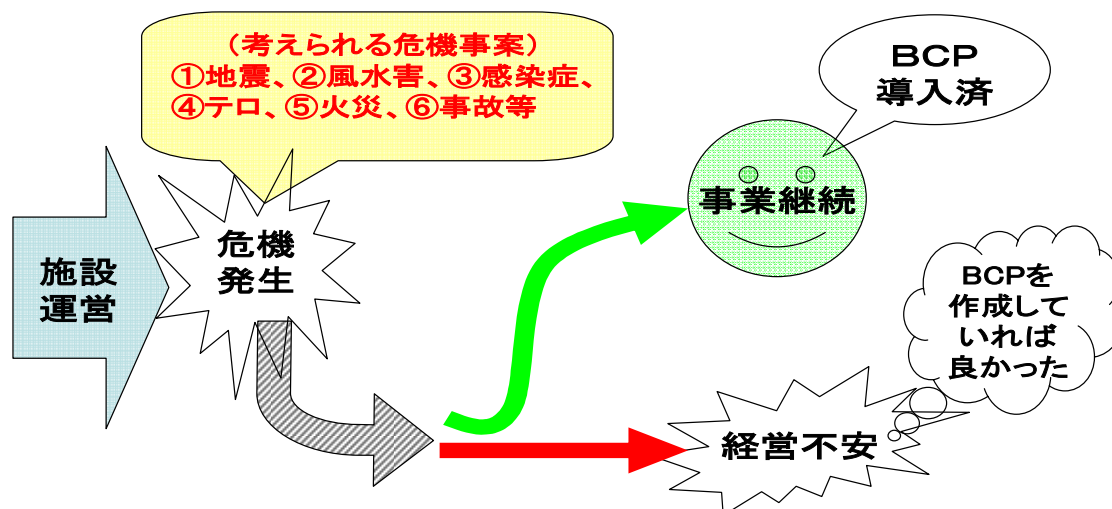 （考えられる危機事案）
①地震、②風水害、③感染症、
④テロ、⑤火災、⑥事故等
BCP
導入済
事業継続
危機
発生
施設
運営
BCPを
作成して
いれば
良かった
経営不安